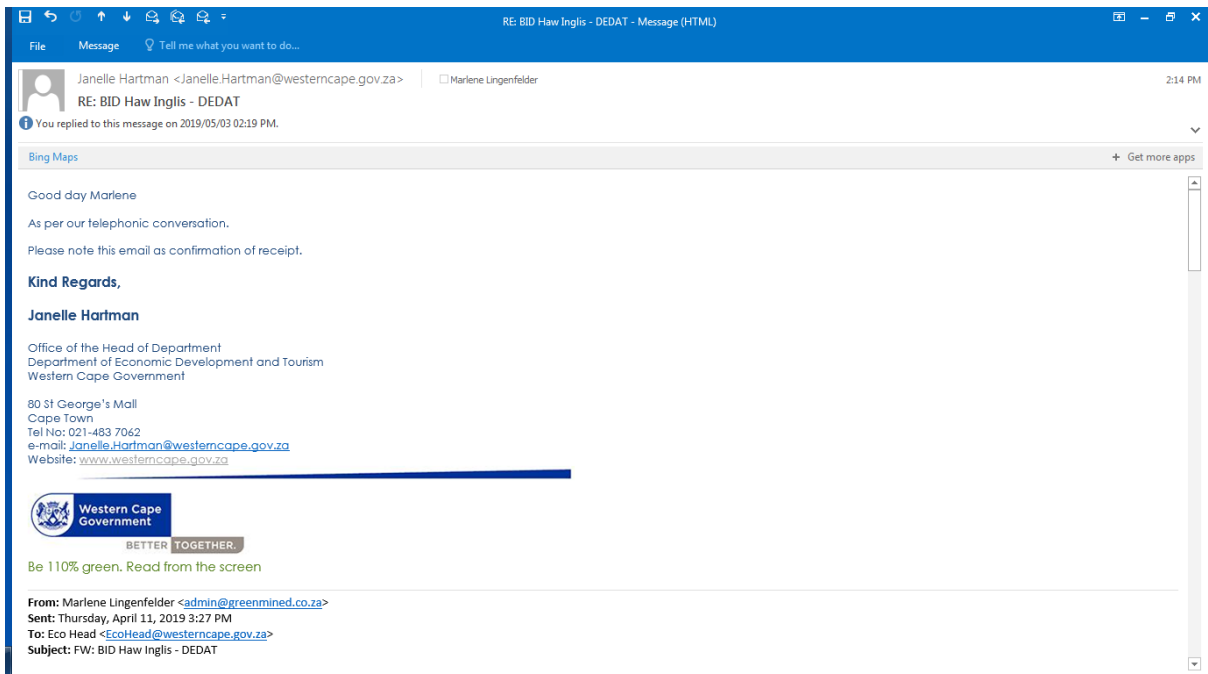 RE: BID Haw Inglis - DEDAT - Message (HTML)
File Message Tell me what you want to do...
Janelle Hartman <Janelle.Hartman@westerncape.gov.za> Marlene Lingenfelder 2:14 PM
RE: BID Haw Inglis - DEDAT
You replied to this message on 2019/05/03 02:19 PM.
Bing Maps + Get more apps
Good day Marlene
As per our telephonic conversation.
Please note this email as confirmation of receipt.
Kind Regards,
Janelle Hartman
Office of the Head of Department
Department of Economic Development and Tourism
Western Cape Government
80 St George's Mall
Cape Town
Tel No: 021-483 7062
e-mail: Janelle.Hartman@westerncape.gov.za
Website: www.westerncape.gov.za
Western Cape
Government
BETTER TOGETHER.
Be 110% green. Read from the screen
From: Marlene Lingenfelder <admin@greenmined.co.za>
Sent: Thursday, April 11, 2019 3:27 PM
To: Eco Head <EcoHead@westerncape.gov.za>
Subject: FW: BID Haw Inglis - DEDAT